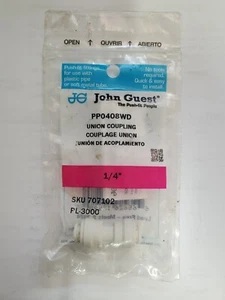 OPEN ↑ OUVRIR ↑ ABIERTO
Push-fit fittings
for use with
plastic pipe
or soft metal tube.
No tools
required.
Quick & easy
to install.
JG
John Guest®
The Push-fit People
PP0408WD
UNION COUPLING
COUPLAGE UNION
UNIÓN DE ACOPLAMIENTO
1/4"
SKU 707102
PL-3000